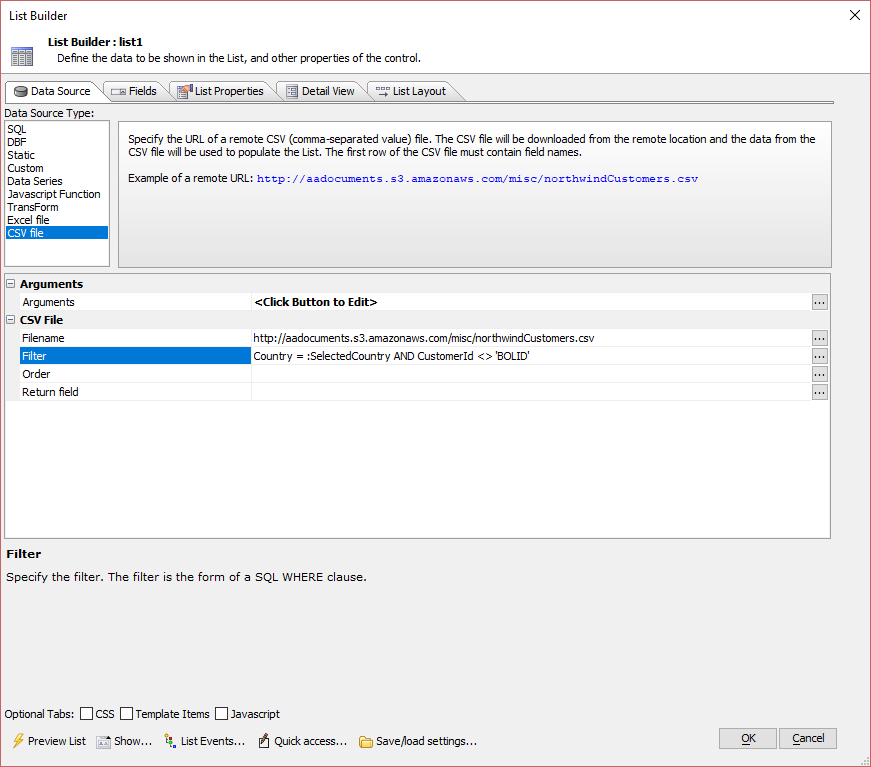 List Builder
List Builder : list1
Define the data to be shown in the List, and other properties of the control.
Data Source Fields List Properties Detail View List Layout
Data Source Type:
SQL
DBF
Static
Custom
Data Series
Javascript Function
TransForm
Excel file
CSV file
Specify the URL of a remote CSV (comma-separated value) file. The CSV file will be downloaded from the remote location and the data from the
CSV file will be used to populate the List. The first row of the CSV file must contain field names.
Example of a remote URL: http://aadocuments.s3.amazonaws.com/misc/northwindCustomers.csv
Arguments
Arguments <Click Button to Edit> ...
CSV File
Filename http://aadocuments.s3.amazonaws.com/misc/northwindCustomers.csv ...
Filter Country = :SelectedCountry AND CustomerId <> 'BOLID' ...
Order ...
Return field ...
Filter
Specify the filter. The filter is the form of a SQL WHERE clause.
Optional Tabs: CSS Template Items Javascript
Preview List Show... List Events... Quick access... Save/load settings... OK Cancel